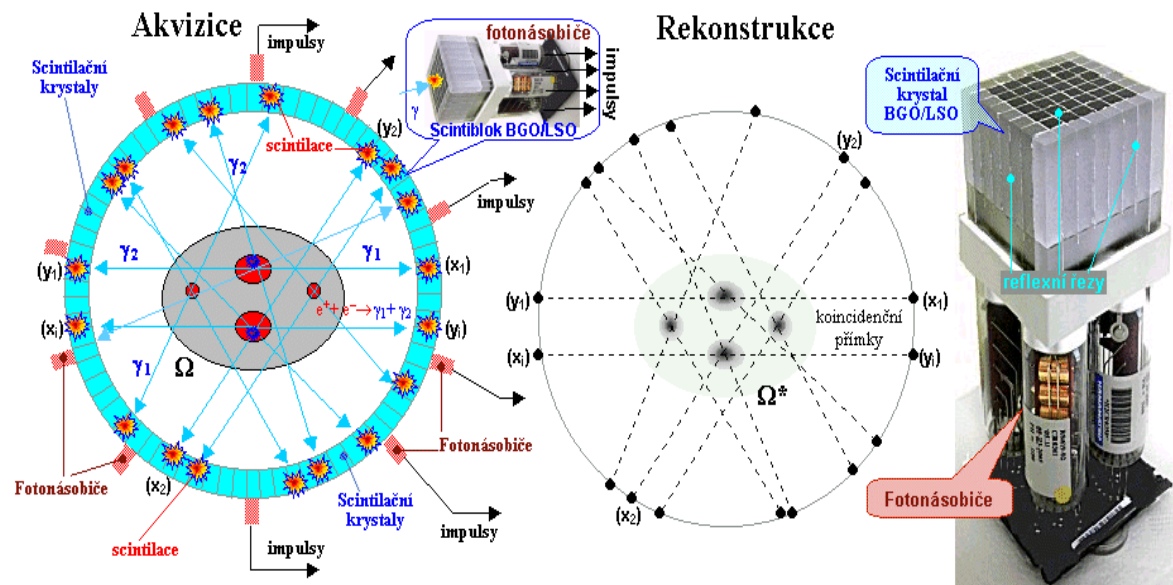 Akvizice
impulsy
Scintilační
krystaly
fotonásobiče
impulsy
γ
Scintiblok BGO/LSO
scintilace
(y₂)
γ₂
impulsy
γ₂
γ₁
(y₁)
(x₁)
e⁺+ e⁻→γ₁+γ₂
(xᵢ)
(yᵢ)
γ₁
Ω
Fotonásobiče
Fotonásobiče
(x₂)
Scintilační
krystaly
scintilace
impulsy
impulsy
Rekonstrukce
(y₂)
(y₁)
(x₁)
koincidenční
přímky
(xᵢ)
(yᵢ)
Ω*
(x₂)
Scintilační
krystal
BGO/LSO
reflexní řezy
Fotonásobiče